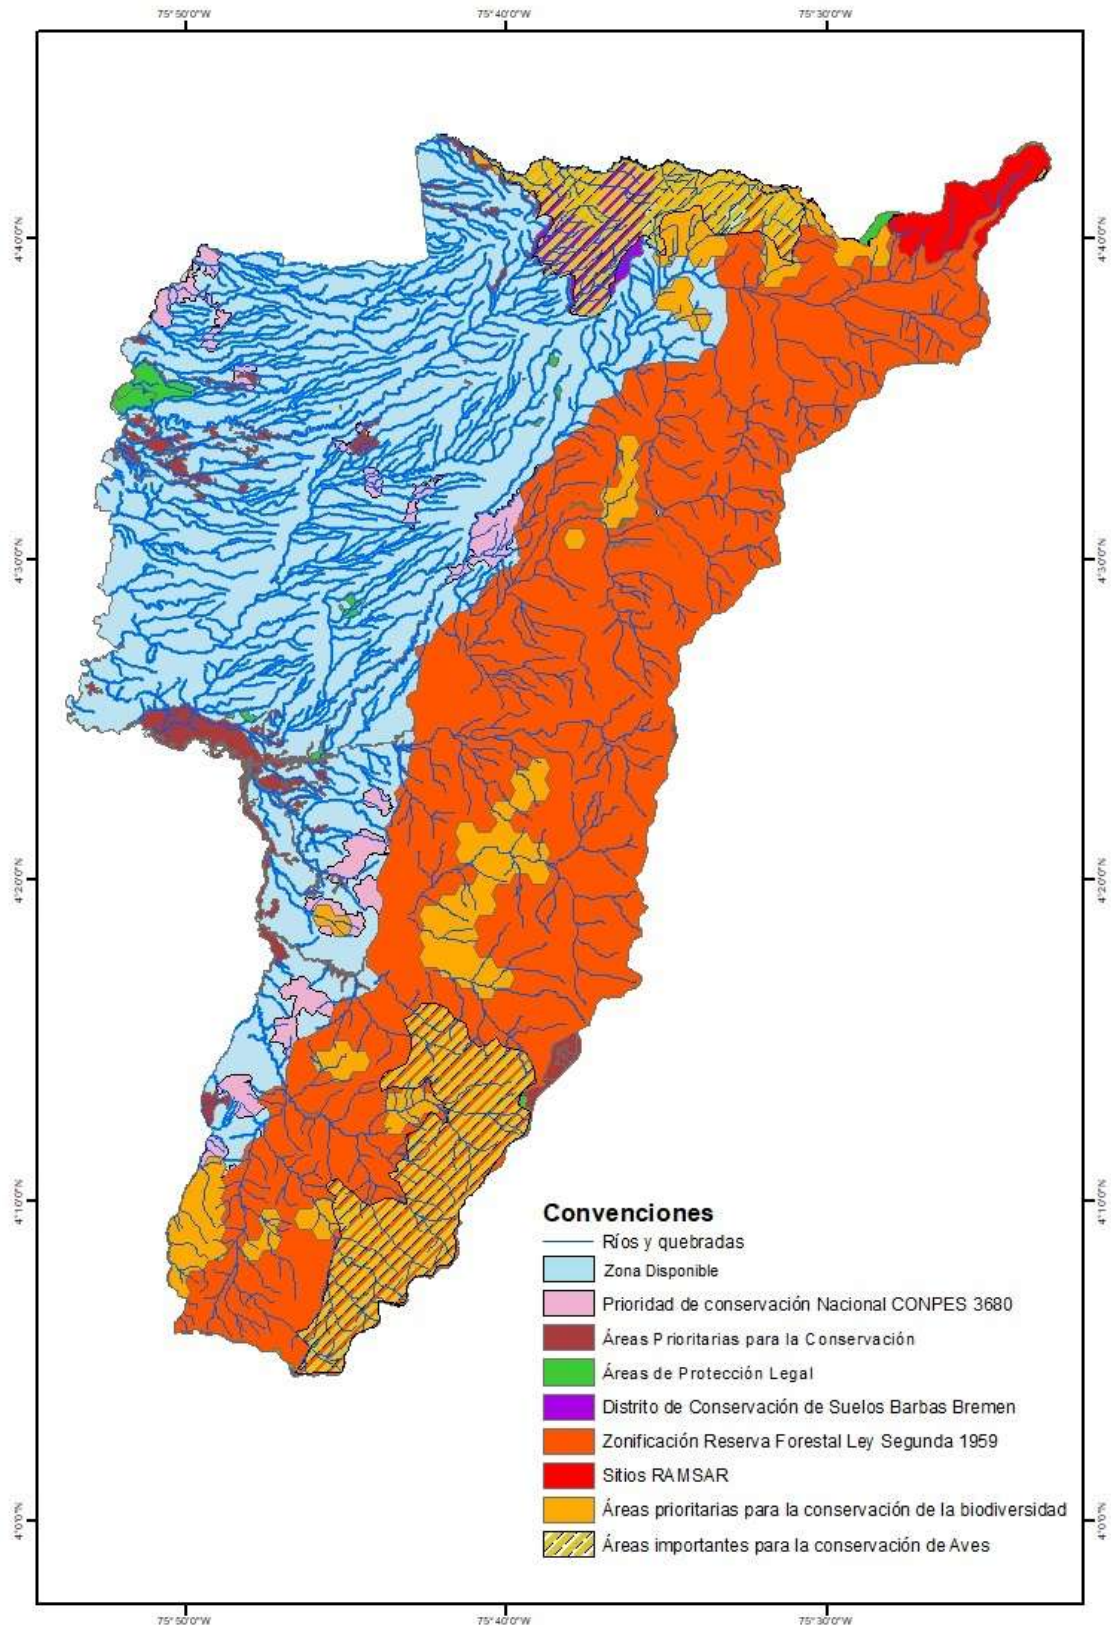 75°50'0"W 75°40'0"W 75°30'0"W
4°40'0"N 4°40'0"N
4°30'0"N 4°30'0"N
4°20'0"N 4°20'0"N
4°10'0"N 4°10'0"N
4°0'0"N 4°0'0"N
Convenciones
Ríos y quebradas
Zona Disponible
Prioridad de conservación Nacional CONPES 3680
Áreas Prioritarias para la Conservación
Áreas de Protección Legal
Distrito de Conservación de Suelos Barbas Bremen
Zonificación Reserva Forestal Ley Segunda 1959
Sitios RAMSAR
Áreas prioritarias para la conservación de la biodiversidad
Áreas importantes para la conservación de Aves
75°50'0"W 75°40'0"W 75°30'0"W